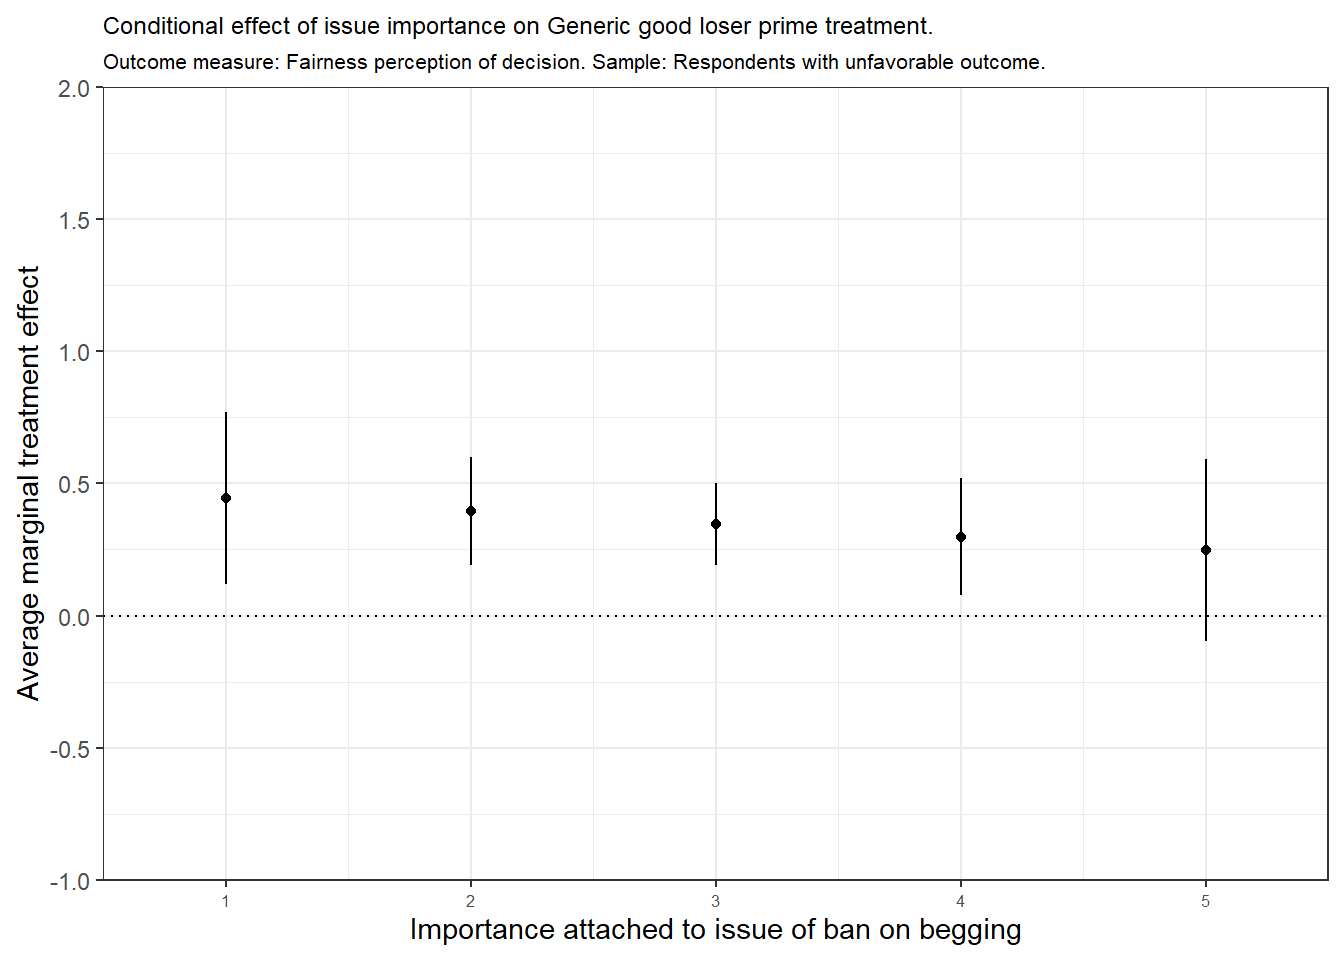 Conditional effect of issue importance on Generic good loser prime treatment.
Outcome measure: Fairness perception of decision. Sample: Respondents with unfavorable outcome.
Average marginal treatment effect
2.0
1.5
1.0
0.5
0.0
-0.5
-1.0
1 2 3 4 5
Importance attached to issue of ban on begging